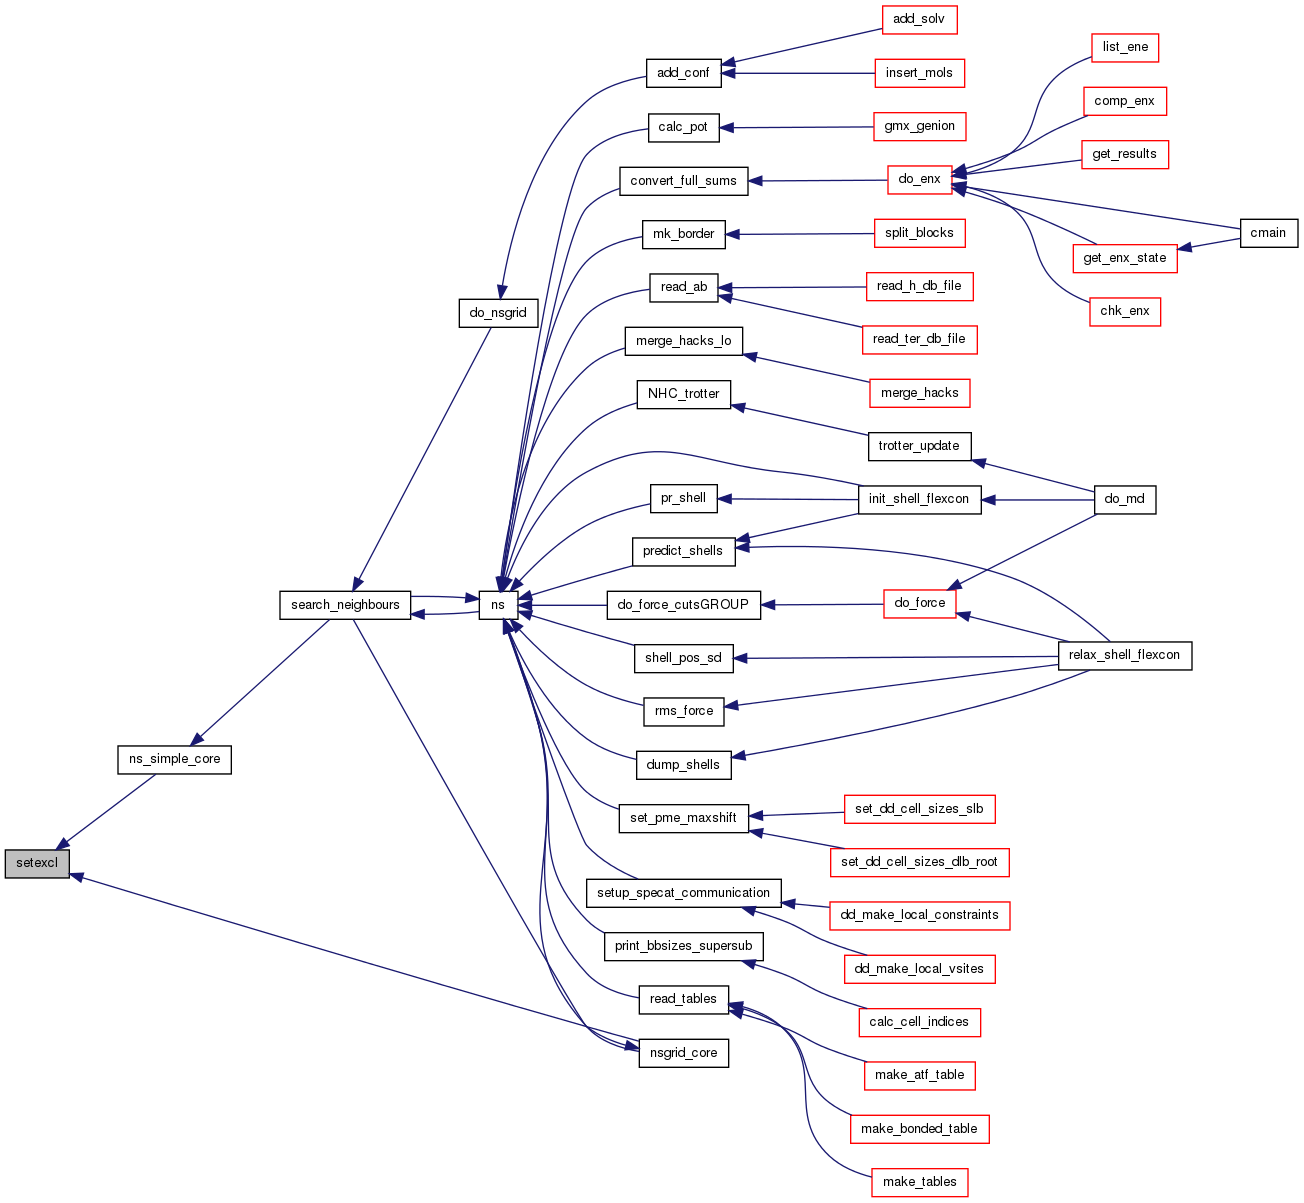 add_solv
list_ene
add_conf
insert_mols
comp_enx
calc_pot
gmx_genion
get_results
convert_full_sums
do_enx
mk_border
split_blocks
cmain
get_enx_state
read_ab
read_h_db_file
chk_enx
do_nsgrid
merge_hacks_lo
read_ter_db_file
NHC_trotter
merge_hacks
trotter_update
pr_shell
init_shell_flexcon
do_md
predict_shells
search_neighbours
ns
do_force_cutsGROUP
do_force
shell_pos_sd
relax_shell_flexcon
rms_force
ns_simple_core
dump_shells
set_pme_maxshift
set_dd_cell_sizes_slb
setexcl
set_dd_cell_sizes_dlb_root
setup_specat_communication
dd_make_local_constraints
print_bbsizes_supersub
dd_make_local_vsites
read_tables
calc_cell_indices
nsgrid_core
make_atf_table
make_bonded_table
make_tables